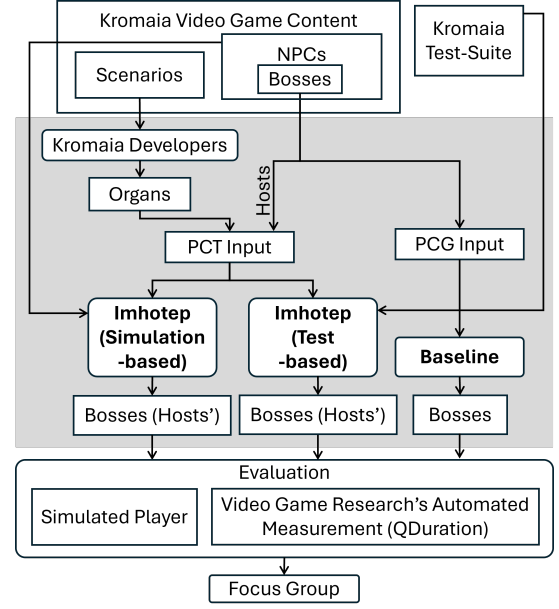 Kromaia Video Game Content
Kromaia
Test-Suite
NPCs
Scenarios
Bosses
Kromaia Developers
Organs
Hosts
PCT Input
PCG Input
Imhotep
(Simulation
-based)
Imhotep
(Test
-based)
Baseline
Bosses (Hosts’)
Bosses (Hosts’)
Bosses
Evaluation
Simulated Player
Video Game Research’s Automated
Measurement (QDuration)
Focus Group